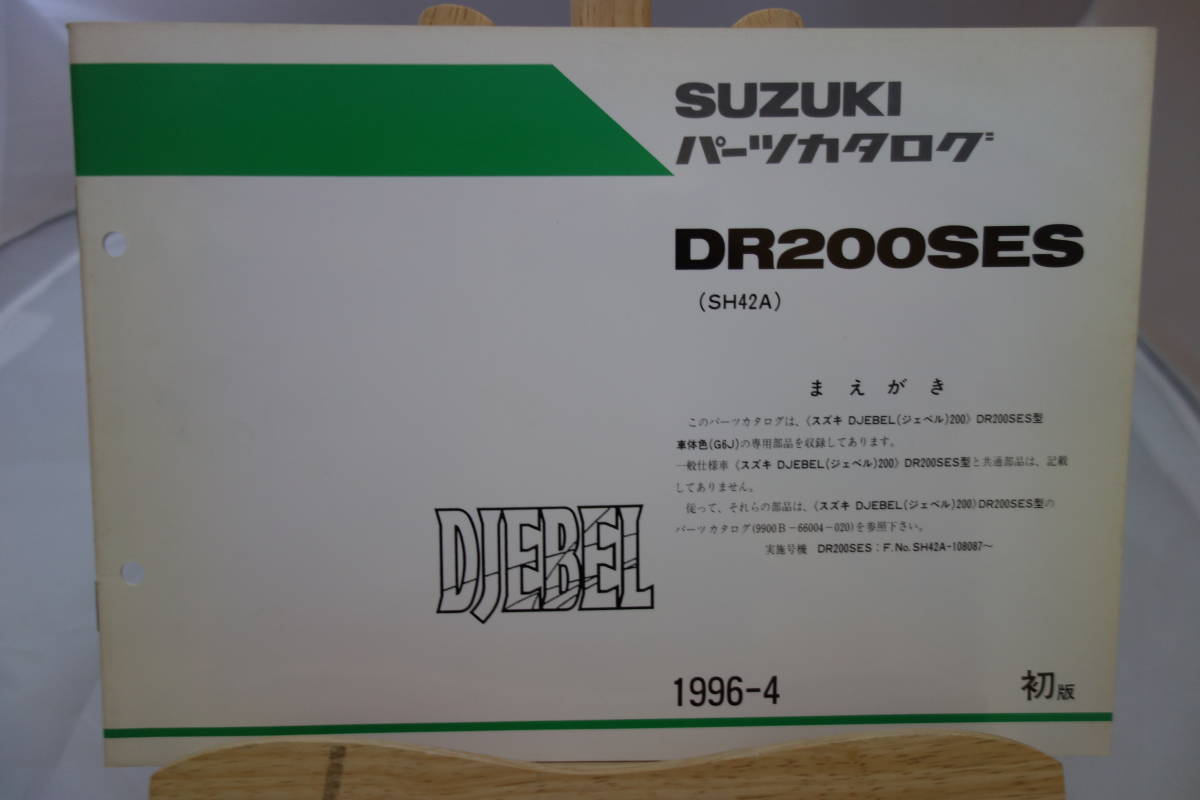 SUZUKI
パーツカタログ
DR200SES
(SH42A)
まえがき
このパーツカタログは、《スズキ DJEBEL(ジェベル)200》 DR200SES型
車体色(G6J)の専用部品を収録してあります。
一般仕様車《スズキ DJEBEL(ジェベル)200》 DR200SES型と共通部品は、記載
してありません。
従って、それらの部品は、《スズキ DJEBEL(ジェベル)200》DR200SES型の
パーツカタログ(9900B-66004-020)を参照下さい。
実施号機 DR200SES : F.No.SH42A-108087~
DJEBEL
1996-4
初版